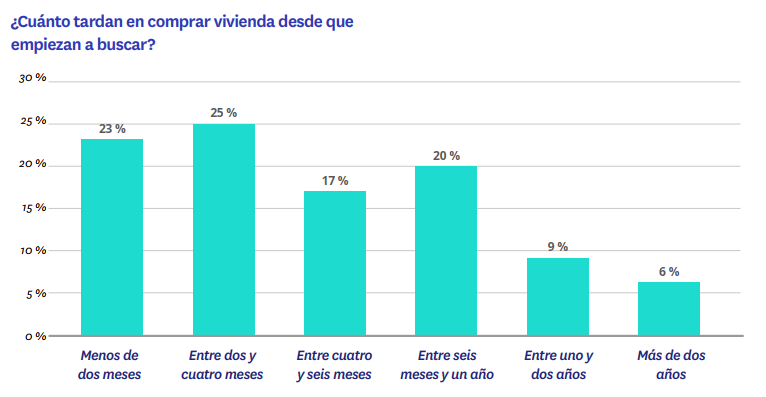 ¿Cuánto tardan en comprar vivienda desde que
empiezan a buscar?
30 %
25 %
20 %
15 %
10 %
5 %
0 %
23 %
25 %
17 %
20 %
9 %
6 %
Menos de
dos meses
Entre dos y
cuatro meses
Entre cuatro
y seis meses
Entre seis
meses y un año
Entre uno y
dos años
Más de dos
años